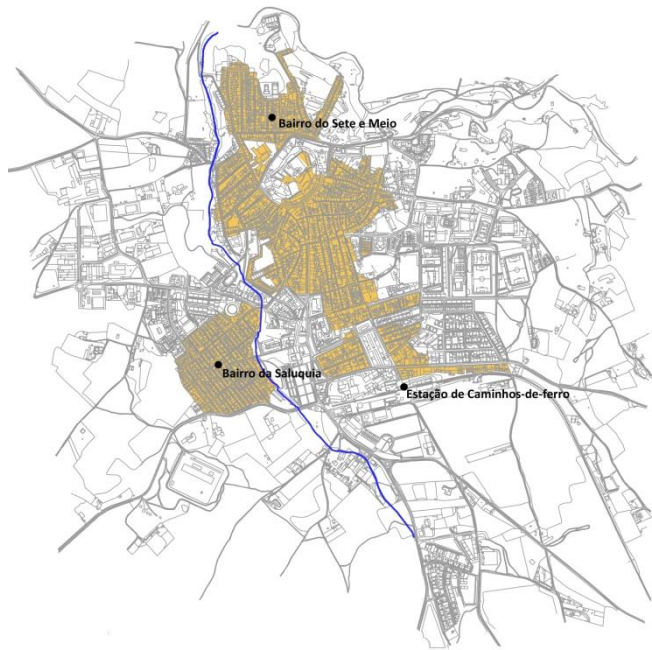 Bairro do Sete e Meio
Bairro da Saluquia
Estação de Caminhos-de-ferro